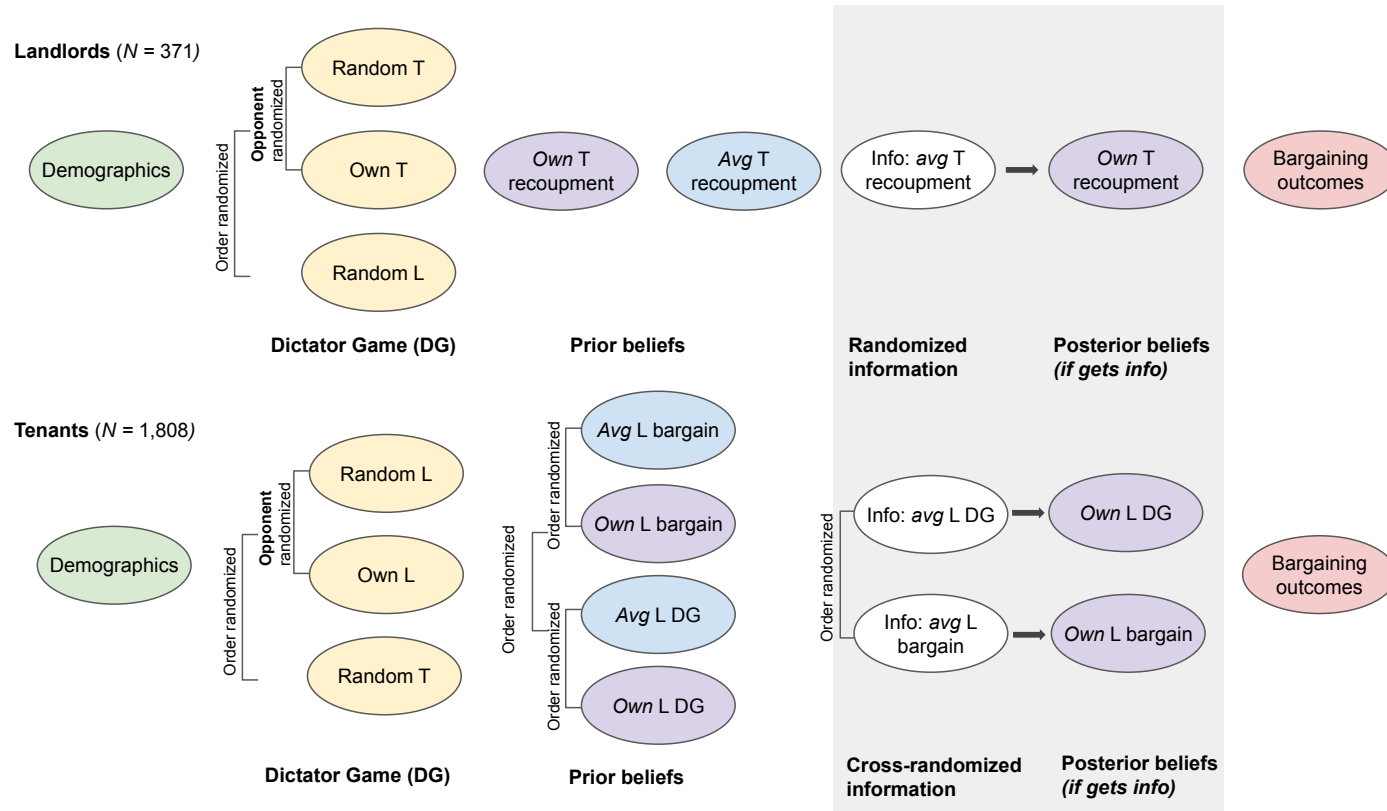 Landlords (N = 371)
Demographics
Order randomized
Opponent
randomized
Random T
Own T
Random L
Dictator Game (DG)
Own T
recoupment
Avg T
recoupment
Prior beliefs
Info: avg T
recoupment
Randomized
information
Own T
recoupment
Posterior beliefs
(if gets info)
Bargaining
outcomes
Tenants (N = 1,808)
Demographics
Order randomized
Opponent
randomized
Random L
Own L
Random T
Dictator Game (DG)
Order randomized
Order randomized
Order randomized
Avg L bargain
Own L bargain
Avg L DG
Own L DG
Prior beliefs
Order randomized
Info: avg L DG
Info: avg L
bargain
Cross-randomized
information
Own L DG
Own L bargain
Posterior beliefs
(if gets info)
Bargaining
outcomes